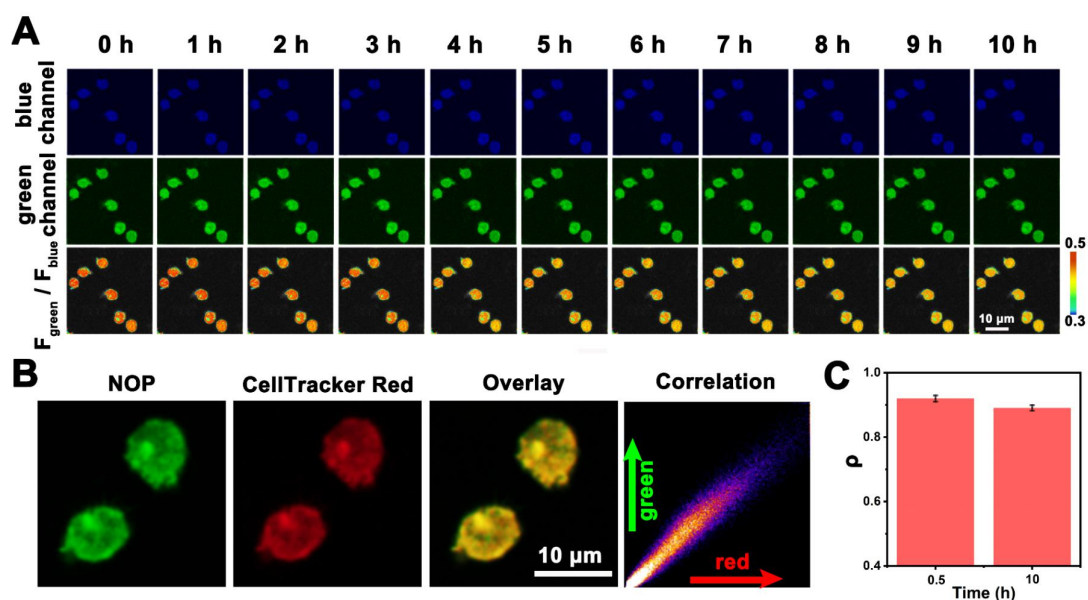 A
0 h 1 h 2 h 3 h 4 h 5 h 6 h 7 h 8 h 9 h 10 h
blue channel
green channel
F green / F blue
0.5
0.3
10 μm
B
NOP CellTracker Red Overlay Correlation
10 μm
green
red
C
1.0
0.8
0.6
0.4
ρ
0.5 10
Time (h)